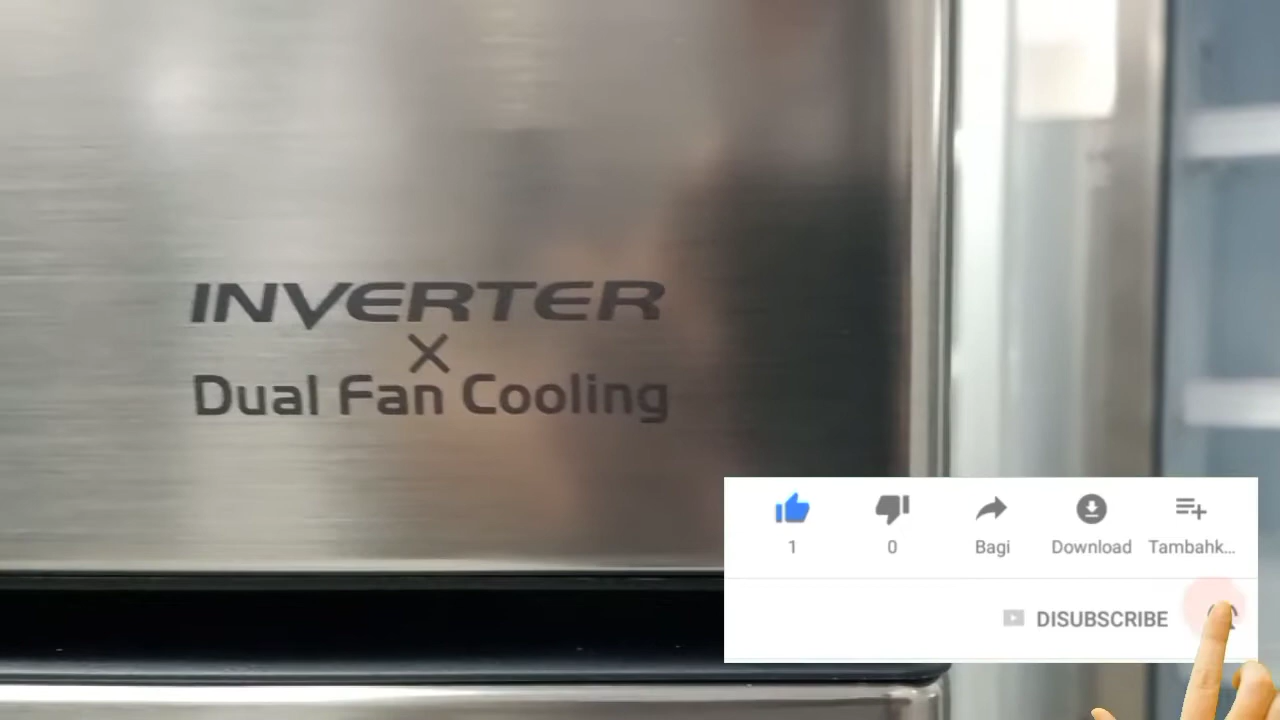 INVERTER
X
Dual Fan Cooling
1
0
Bagi
Download
Tambahk...
DISUBSCRIBE